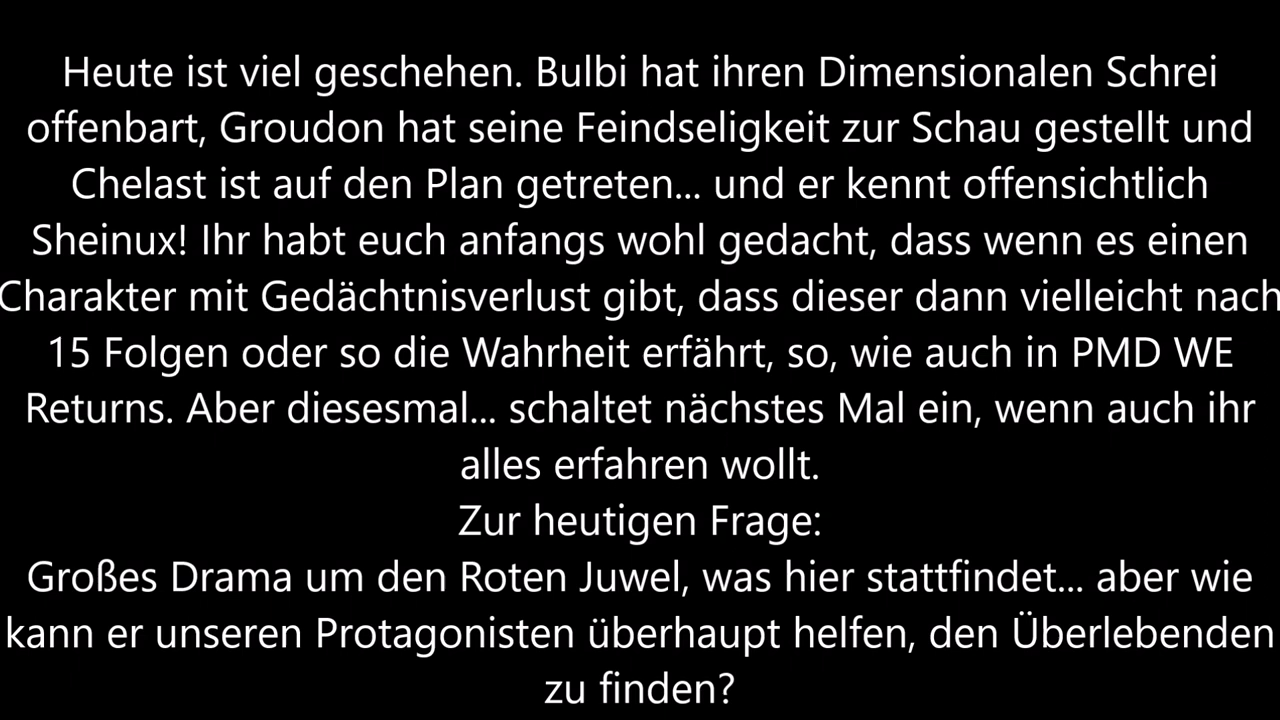 Heute ist viel geschehen. Bulbi hat ihren Dimensionalen Schrei
offenbart, Groudon hat seine Feindseligkeit zur Schau gestellt und
Chelast ist auf den Plan getreten... und er kennt offensichtlich
Sheinux! Ihr habt euch anfangs wohl gedacht, dass wenn es einen
Charakter mit Gedächtnisverlust gibt, dass dieser dann vielleicht nach
15 Folgen oder so die Wahrheit erfährt, so, wie auch in PMD WE
Returns. Aber diesesmal... schaltet nächstes Mal ein, wenn auch ihr
alles erfahren wollt.
Zur heutigen Frage:
Großes Drama um den Roten Juwel, was hier stattfindet... aber wie
kann er unseren Protagonisten überhaupt helfen, den Überlebenden
zu finden?